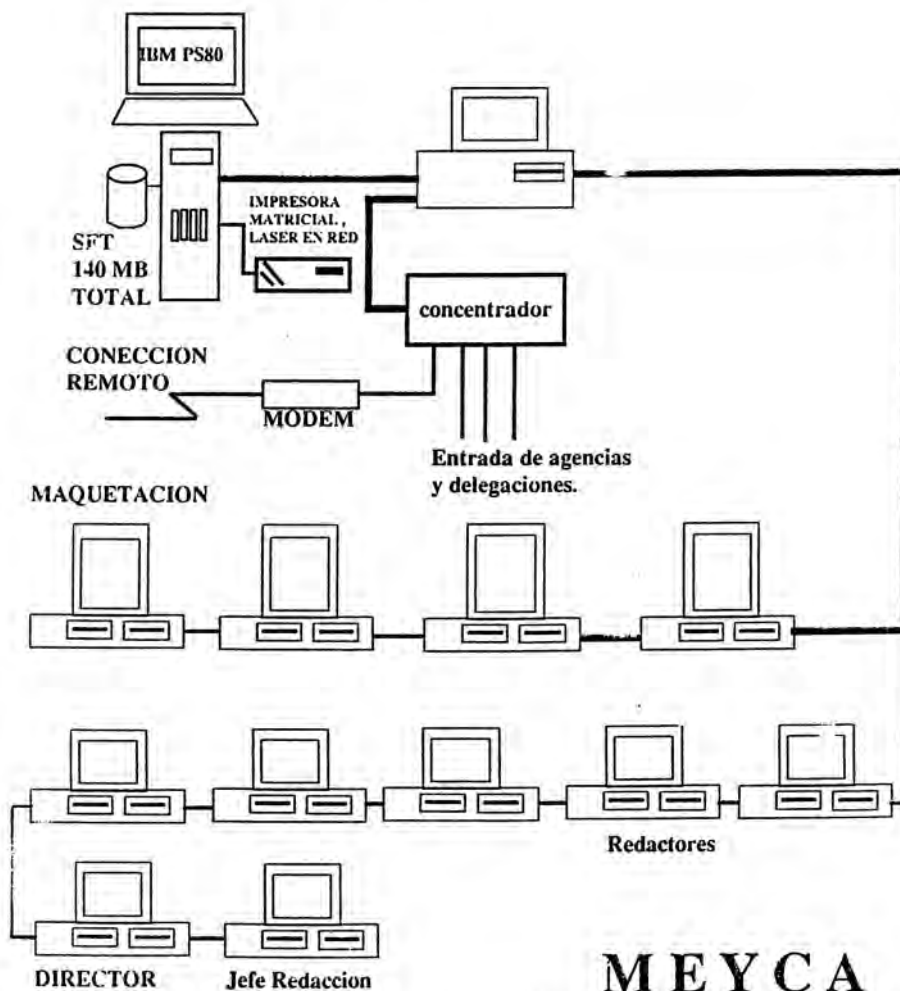 IBM PS80
IMPRESORA
MATRICIAL,
LASER EN RED
SFT
140 MB
TOTAL
concentrador
CONECCION
REMOTO
MODEM
Entrada de agencias
y delegaciones.
MAQUETACION
Redactores
DIRECTOR
Jefe Redaccion
MEYCA